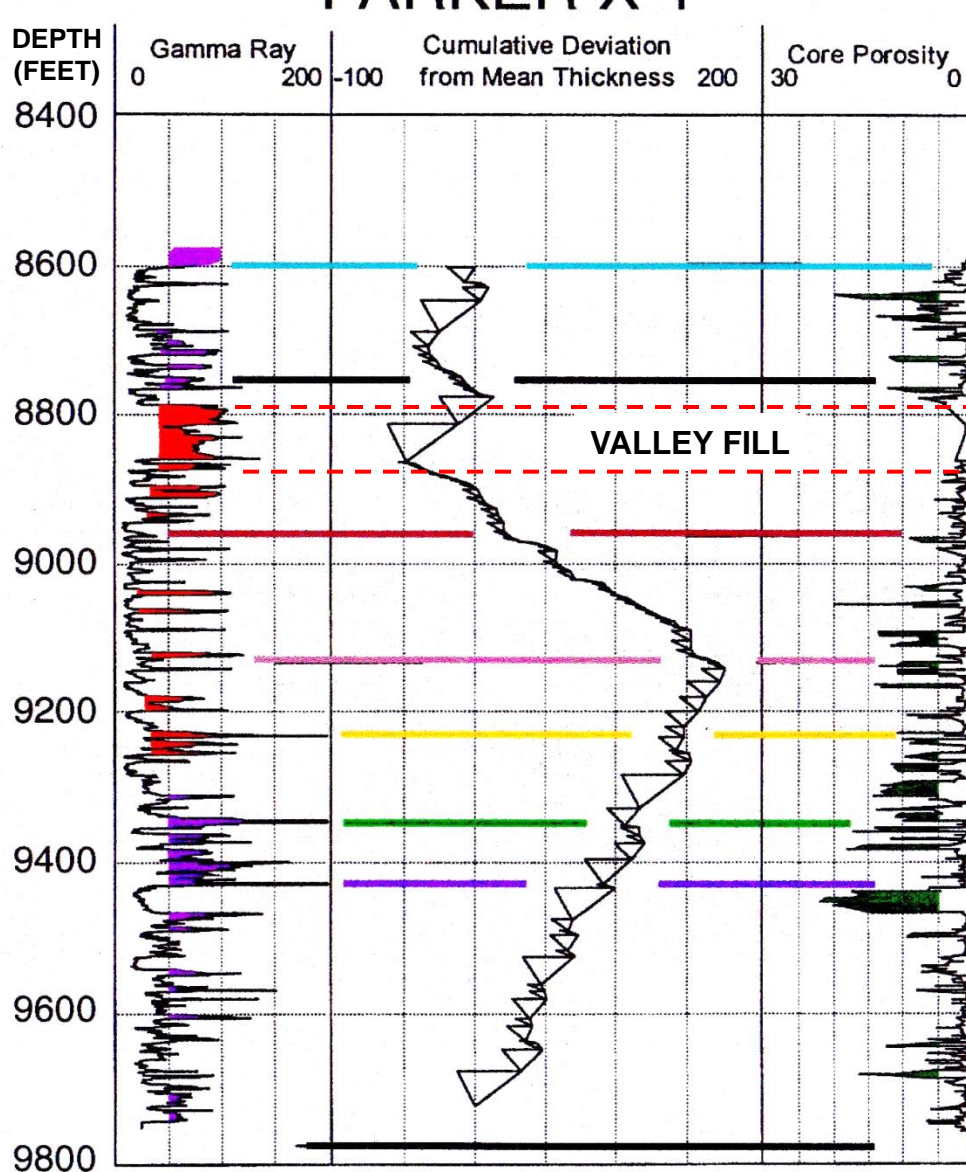 DEPTH
(FEET)
Gamma Ray
0 200
Cumulative Deviation
from Mean Thickness
-100 200
Core Porosity
30 0
8400
8600
8800
VALLEY FILL
9000
9200
9400
9600
9800